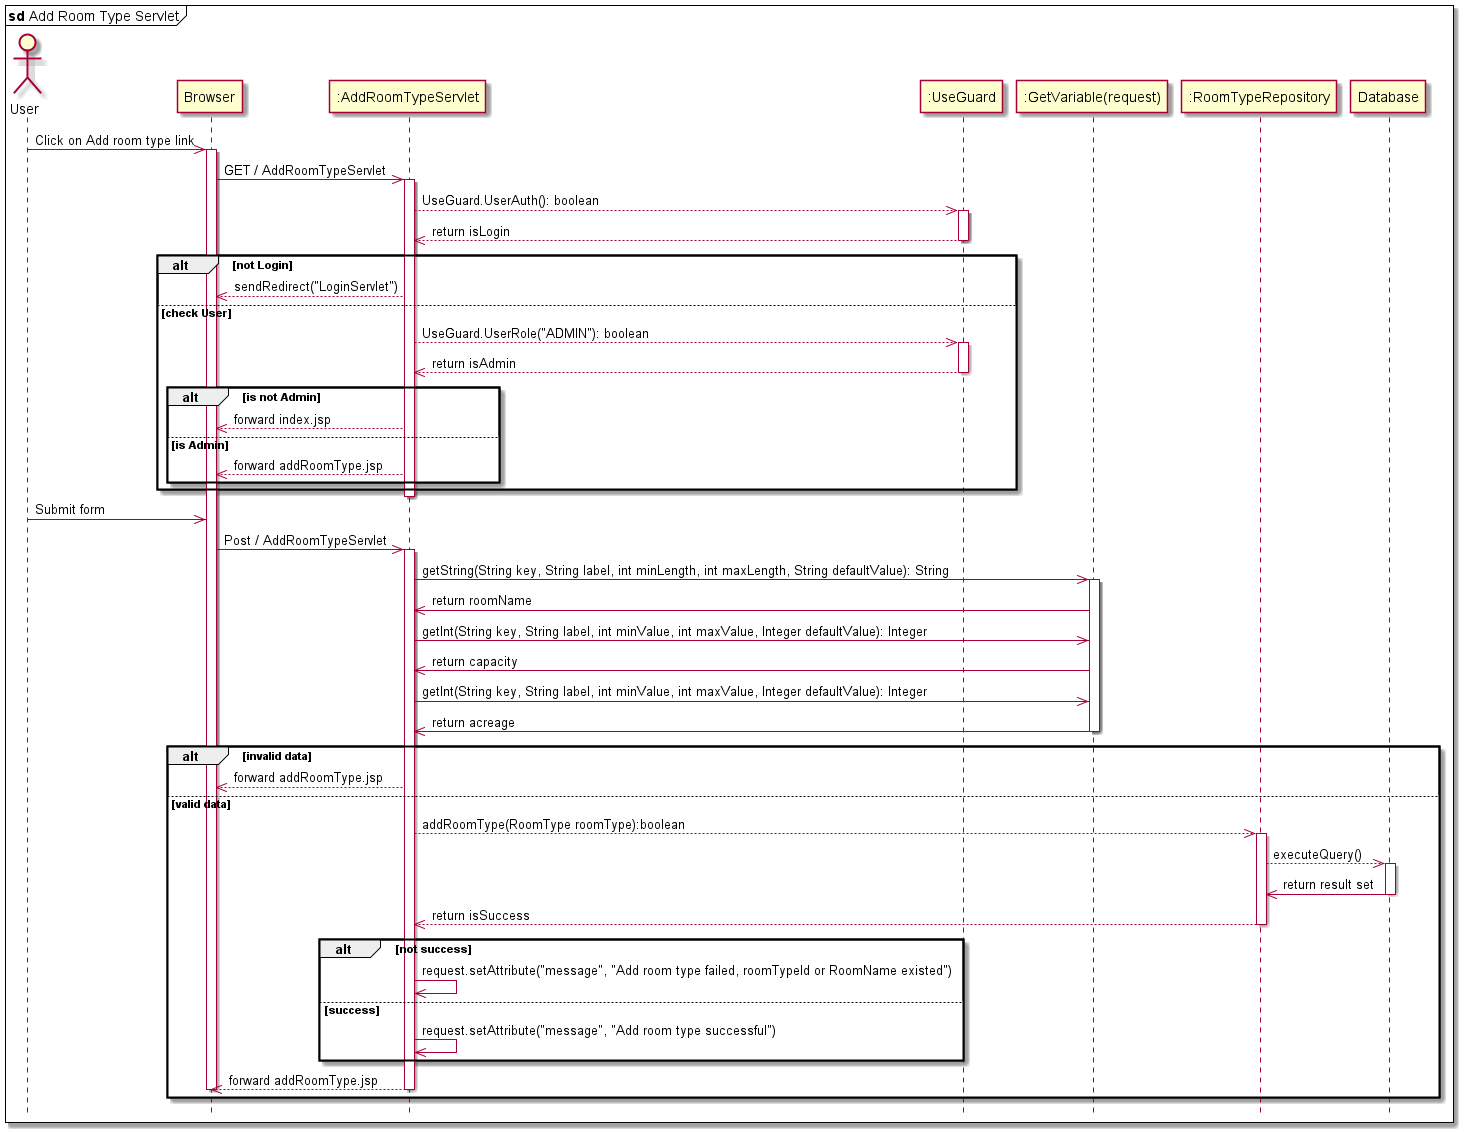 sd Add Room Type Servlet
User
Browser
:AddRoomTypeServlet
:UseGuard
:GetVariable(request)
:RoomTypeRepository
Database
Click on Add room type link
GET / AddRoomTypeServlet
UseGuard.UserAuth(): boolean
return isLogin
alt [not Login]
sendRedirect("LoginServlet")
[check User]
UseGuard.UserRole("ADMIN"): boolean
return isAdmin
alt [is not Admin]
forward index.jsp
[is Admin]
forward addRoomType.jsp
Submit form
Post / AddRoomTypeServlet
getString(String key, String label, int minLength, int maxLength, String defaultValue): String
return roomName
getInt(String key, String label, int minValue, int maxValue, Integer defaultValue): Integer
return capacity
getInt(String key, String label, int minValue, int maxValue, Integer defaultValue): Integer
return acreage
alt [invalid data]
forward addRoomType.jsp
[valid data]
addRoomType(RoomType roomType):boolean
executeQuery()
return result set
return isSuccess
alt [not success]
request.setAttribute("message", "Add room type failed, roomTypeId or RoomName existed")
[success]
request.setAttribute("message", "Add room type successful")
forward addRoomType.jsp